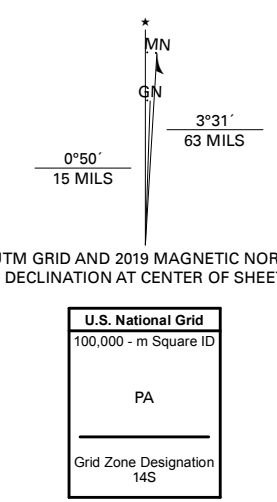 ★
MN
GN
3°31´
63 MILS
0°50´
15 MILS
UTM GRID AND 2019 MAGNETIC NOR
DECLINATION AT CENTER OF SHEET
U.S. National Grid
100,000 - m Square ID
PA
Grid Zone Designation
14S